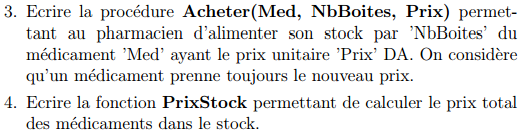 3. Ecrire la procédure Acheter(Med, NbBoites, Prix) permet-
tant au pharmacien d'alimenter son stock par 'NbBoites' du
médicament 'Med' ayant le prix unitaire 'Prix' DA. On considère
qu'un médicament prenne toujours le nouveau prix.
4. Ecrire la fonction PrixStock permettant de calculer le prix total
des médicaments dans le stock.